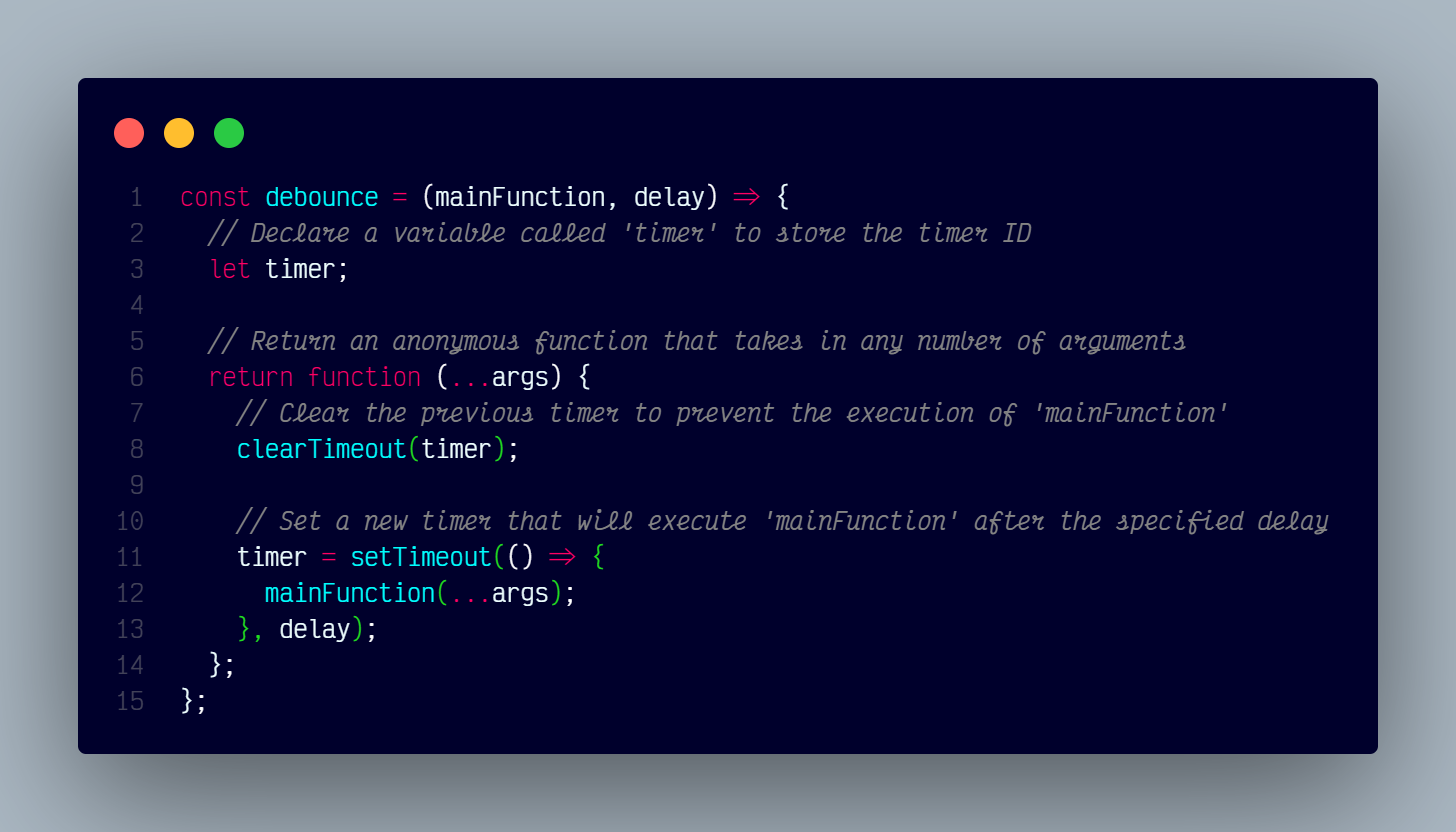 1 const debounce = (mainFunction, delay) => {
2 // Declare a variable called 'timer' to store the timer ID
3 let timer;
4
5 // Return an anonymous function that takes in any number of arguments
6 return function (...args) {
7 // Clear the previous timer to prevent the execution of 'mainFunction'
8 clearTimeout(timer);
9
10 // Set a new timer that will execute 'mainFunction' after the specified delay
11 timer = setTimeout(() => {
12 mainFunction(...args);
13 }, delay);
14 };
15 };